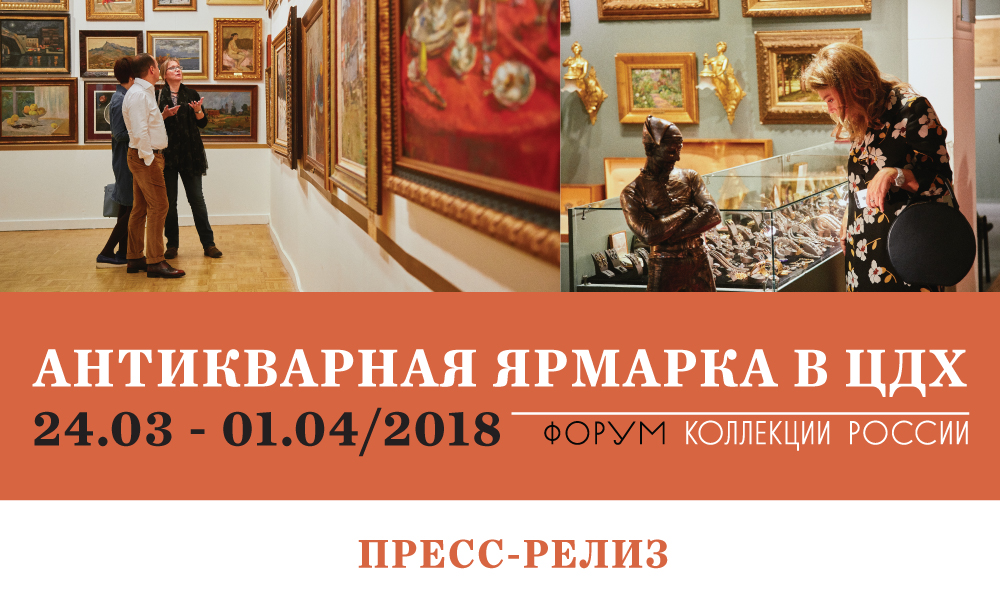 АНТИКВАРНАЯ ЯРМАРКА В ЦДХ
24.03 - 01.04/2018 ФОРУМ КОЛЛЕКЦИИ РОССИИ
ПРЕСС-РЕЛИЗ